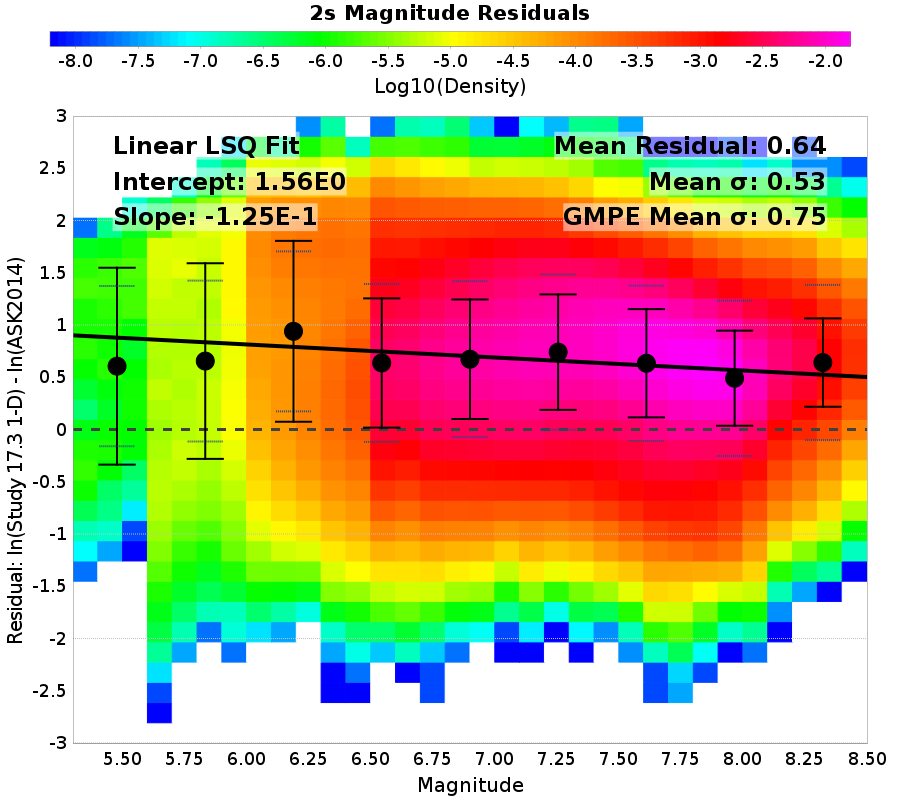 2s Magnitude Residuals
-8.0 -7.5 -7.0 -6.5 -6.0 -5.5 -5.0 -4.5 -4.0 -3.5 -3.0 -2.5 -2.0
Log10(Density)
Linear LSQ Fit
Intercept: 1.56E0
Slope: -1.25E-1
Mean Residual: 0.64
Mean σ: 0.53
GMPE Mean σ: 0.75
Residual: ln(Study 17.3 1-D) - ln(ASK2014)
3
2.5
2
1.5
1
0.5
0
-0.5
-1
-1.5
-2
-2.5
-3
5.50 5.75 6.00 6.25 6.50 6.75 7.00 7.25 7.50 7.75 8.00 8.25 8.50
Magnitude